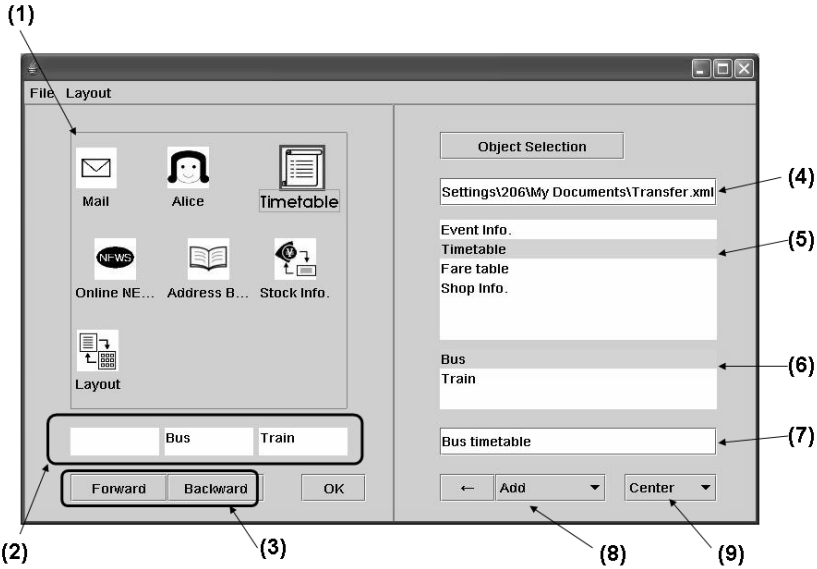 (1)
File Layout
Object Selection
Settings\206\My Documents\Transfer.xml
(4)
Mail
Alice
Timetable
Event Info.
Timetable
(5)
Fare table
Shop Info.
NEWS
Online NE...
Address B...
Stock Info.
Layout
Bus
(6)
Train
Bus
Train
Bus timetable
(7)
Forward
Backward
OK
←
Add
Center
(2)
(3)
(8)
(9)